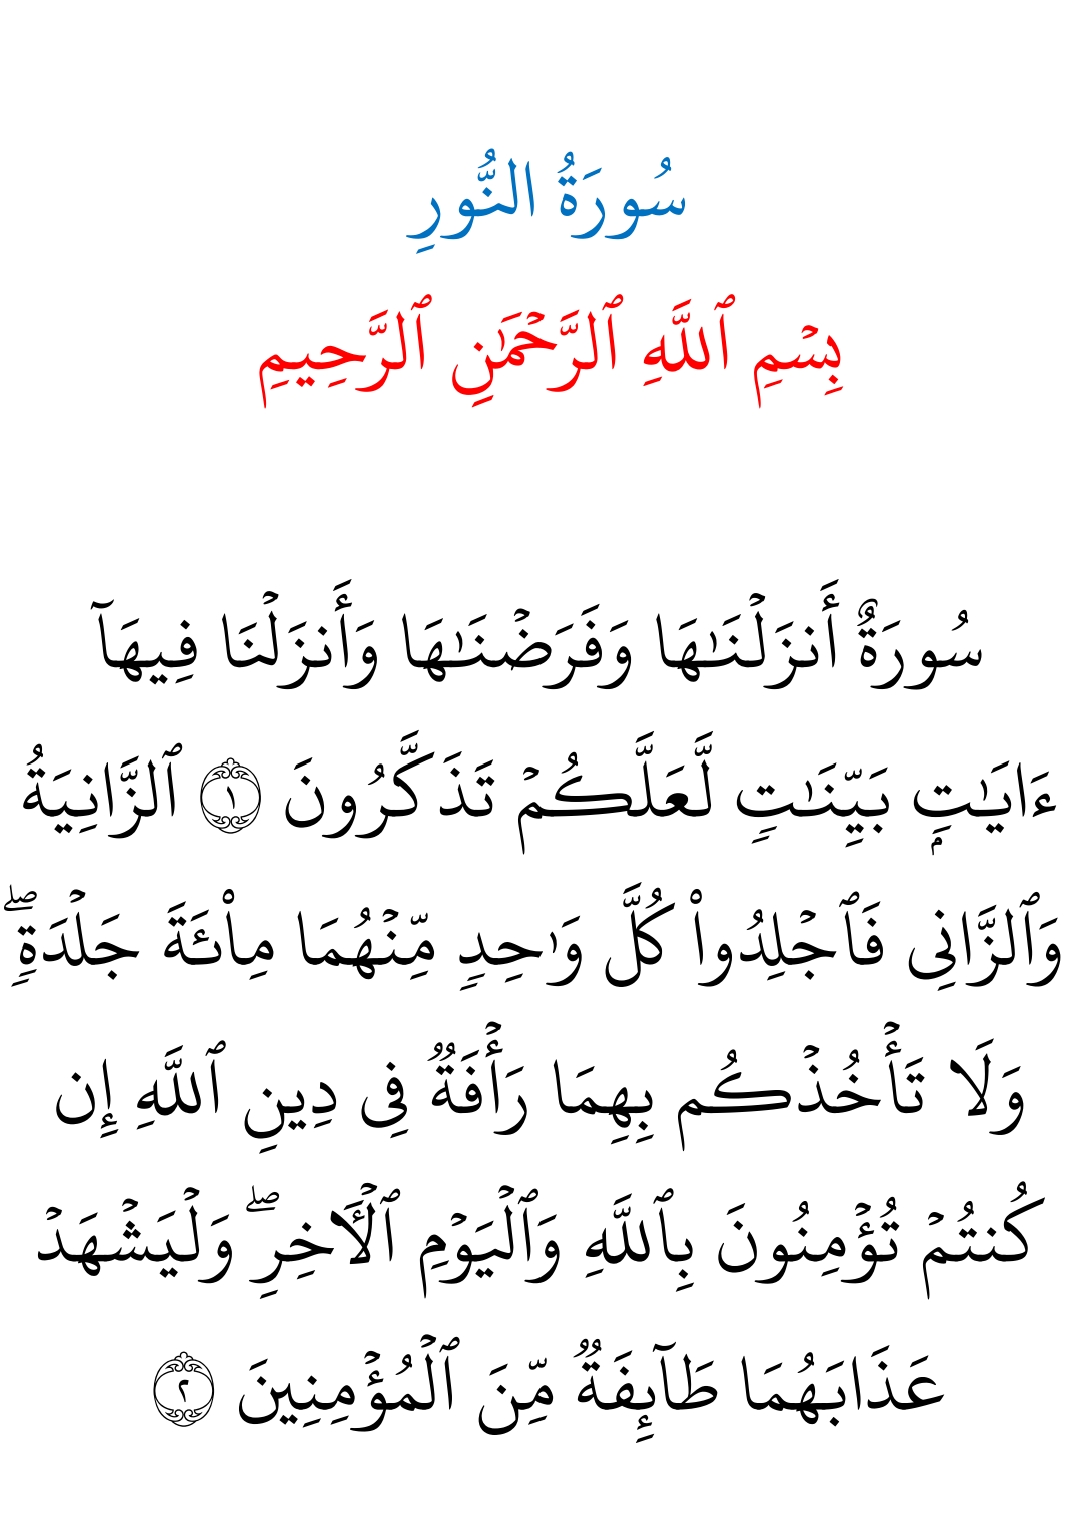 سُورَةُ النُّورِ
بِسۡمِ ٱللَّهِ ٱلرَّحۡمَٰنِ ٱلرَّحِيمِ
سُورَةٌ أَنزَلۡنَٰهَا وَفَرَضۡنَٰهَا وَأَنزَلۡنَا فِيهَآ
ءَايَٰتِۭ بَيِّنَٰتٖ لَّعَلَّكُمۡ تَذَكَّرُونَ ١ ٱلزَّانِيَةُ
وَٱلزَّانِي فَٱجۡلِدُواْ كُلَّ وَٰحِدٖ مِّنۡهُمَا مِاْئَةَ جَلۡدَةٖۖ
وَلَا تَأۡخُذۡكُم بِهِمَا رَأۡفَةٞ فِي دِينِ ٱللَّهِ إِن
كُنتُمۡ تُؤۡمِنُونَ بِٱللَّهِ وَٱلۡيَوۡمِ ٱلۡأٓخِرِۖ وَلۡيَشۡهَدۡ
عَذَابَهُمَا طَآئِفَةٞ مِّنَ ٱلۡمُؤۡمِنِينَ ٢